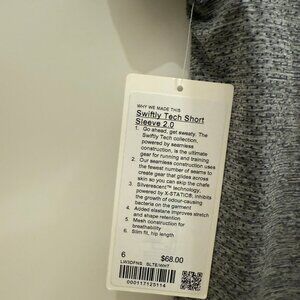 WHY WE MADE THIS
Swiftly Tech Short
Sleeve 2.0
1. Go ahead, get sweaty. The
Swiftly Tech collection,
powered by seamless
construction, is the ultimate
gear for running and training
2. Our seamless construction uses
the fewest number of seams to
create gear that glides across
skin so you can skip the chafe
3. Silverescent™ technology,
powered by X-STATIC®, inhibits
the growth of odour-causing
bacteria on the garment
4. Added elastane improves stretch
and shape retention
5. Mesh construction for
breathability
6. Slim fit, hip length
6 $68.00
LW3DFNS SLTE/WHT
000117125114